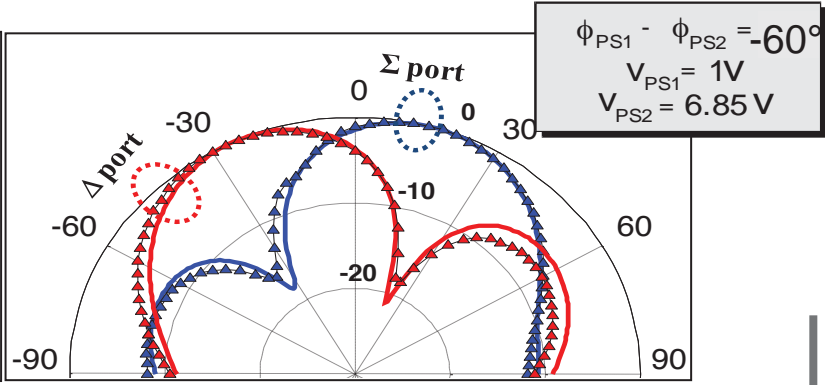 ϕPS1 - ϕPS2 = -60°
VPS1= 1V
VPS2 = 6.85 V
Σ port
0
0
-30
30
Δ port
-10
-60
60
-20
-90
90